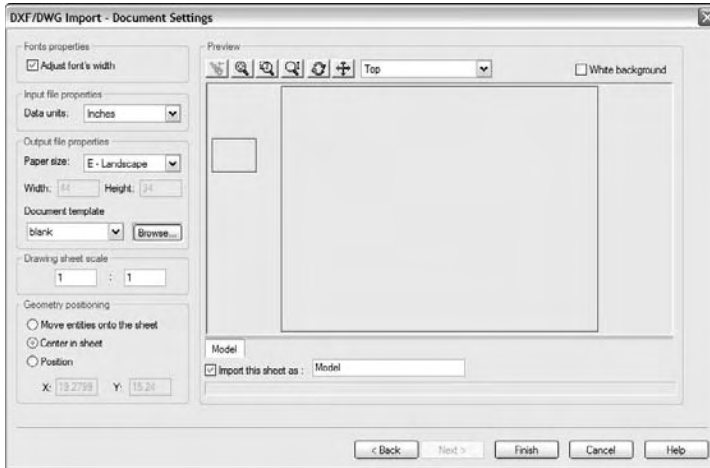 DXF/DWG Import - Document Settings
Fonts properties
Adjust font's width
Input file properties
Data units: Inches
Output file properties
Paper size: E - Landscape
Width: 44 Height: 34
Document template
blank Browse...
Drawing sheet scale
1 : 1
Geometry positioning
Move entities onto the sheet
Center in sheet
Position
X: 19.2799 Y: 15.24
Preview
Top White background
Model
Import this sheet as : Model
< Back Next > Finish Cancel Help